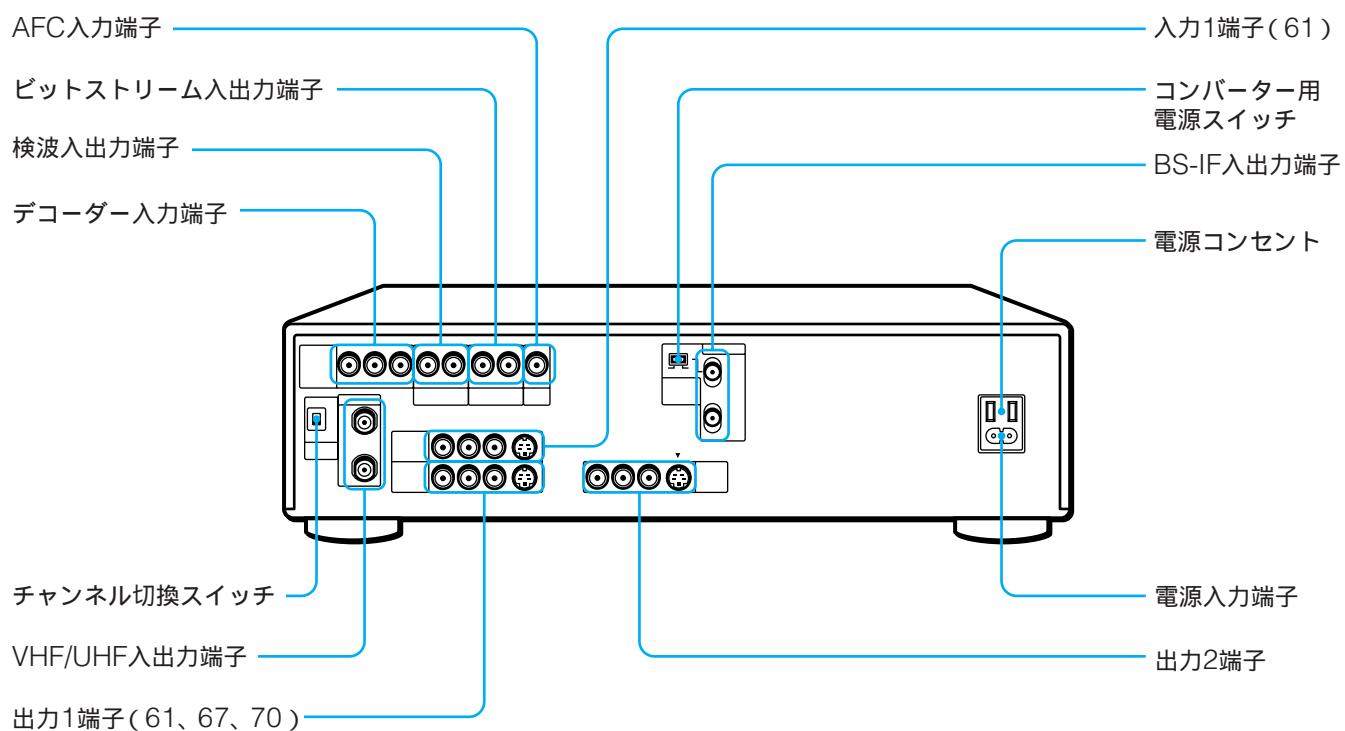 AFC入力端子
ビットストリーム入出力端子
検波入出力端子
デコーダー入力端子
入力1端子(61)
コンバーター用
電源スイッチ
BS-IF入出力端子
電源コンセント
チャンネル切換スイッチ
VHF/UHF入出力端子
出力1端子(61、67、70)
電源入力端子
出力2端子